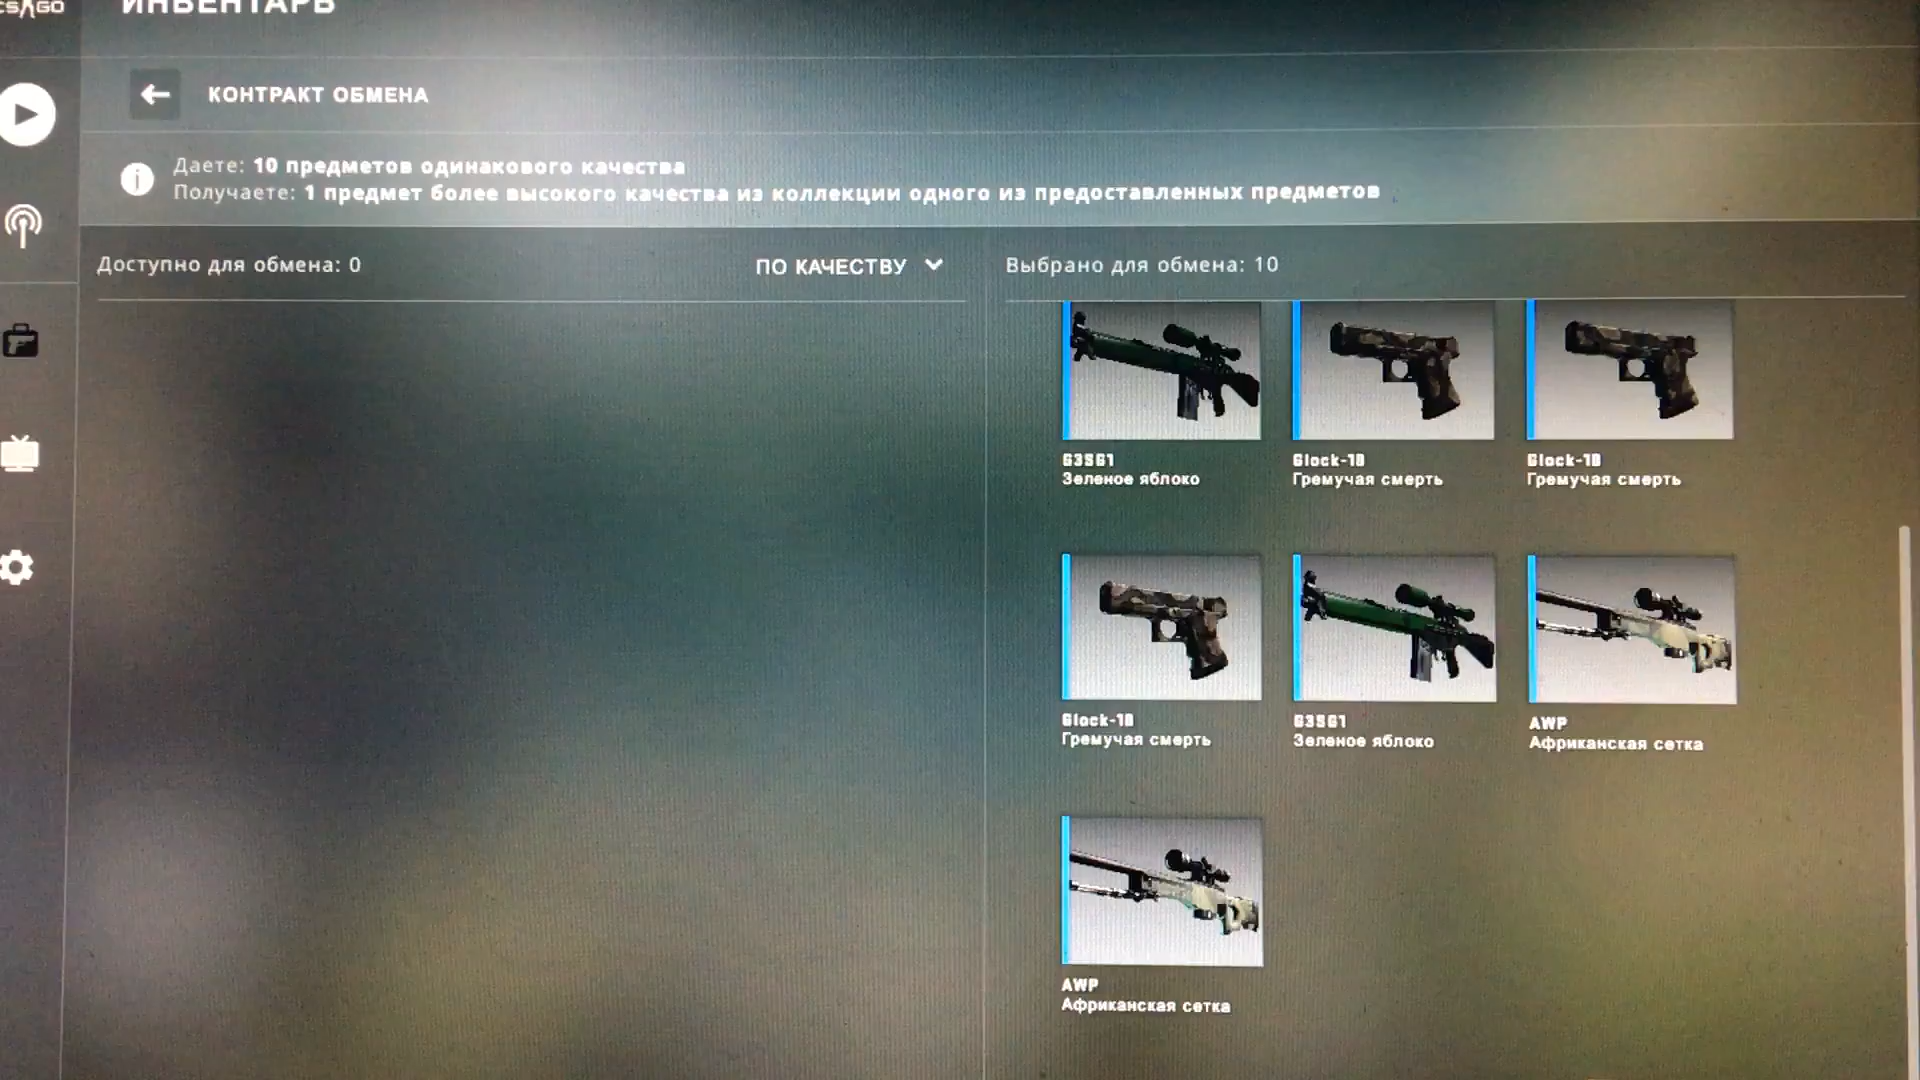 CS GO
ИНВЕНТАРЬ
КОНТРАКТ ОБМЕНА
Даете: 10 предметов одинакового качества
Получаете: 1 предмет более высокого качества из коллекции одного из предоставленных предметов
Доступно для обмена: 0
ПО КАЧЕСТВУ
Выбрано для обмена: 10
G3SG1
Зеленое яблоко
Glock-18
Гремучая смерть
Glock-18
Гремучая смерть
Glock-18
Гремучая смерть
G3SG1
Зеленое яблоко
AWP
Африканская сетка
AWP
Африканская сетка